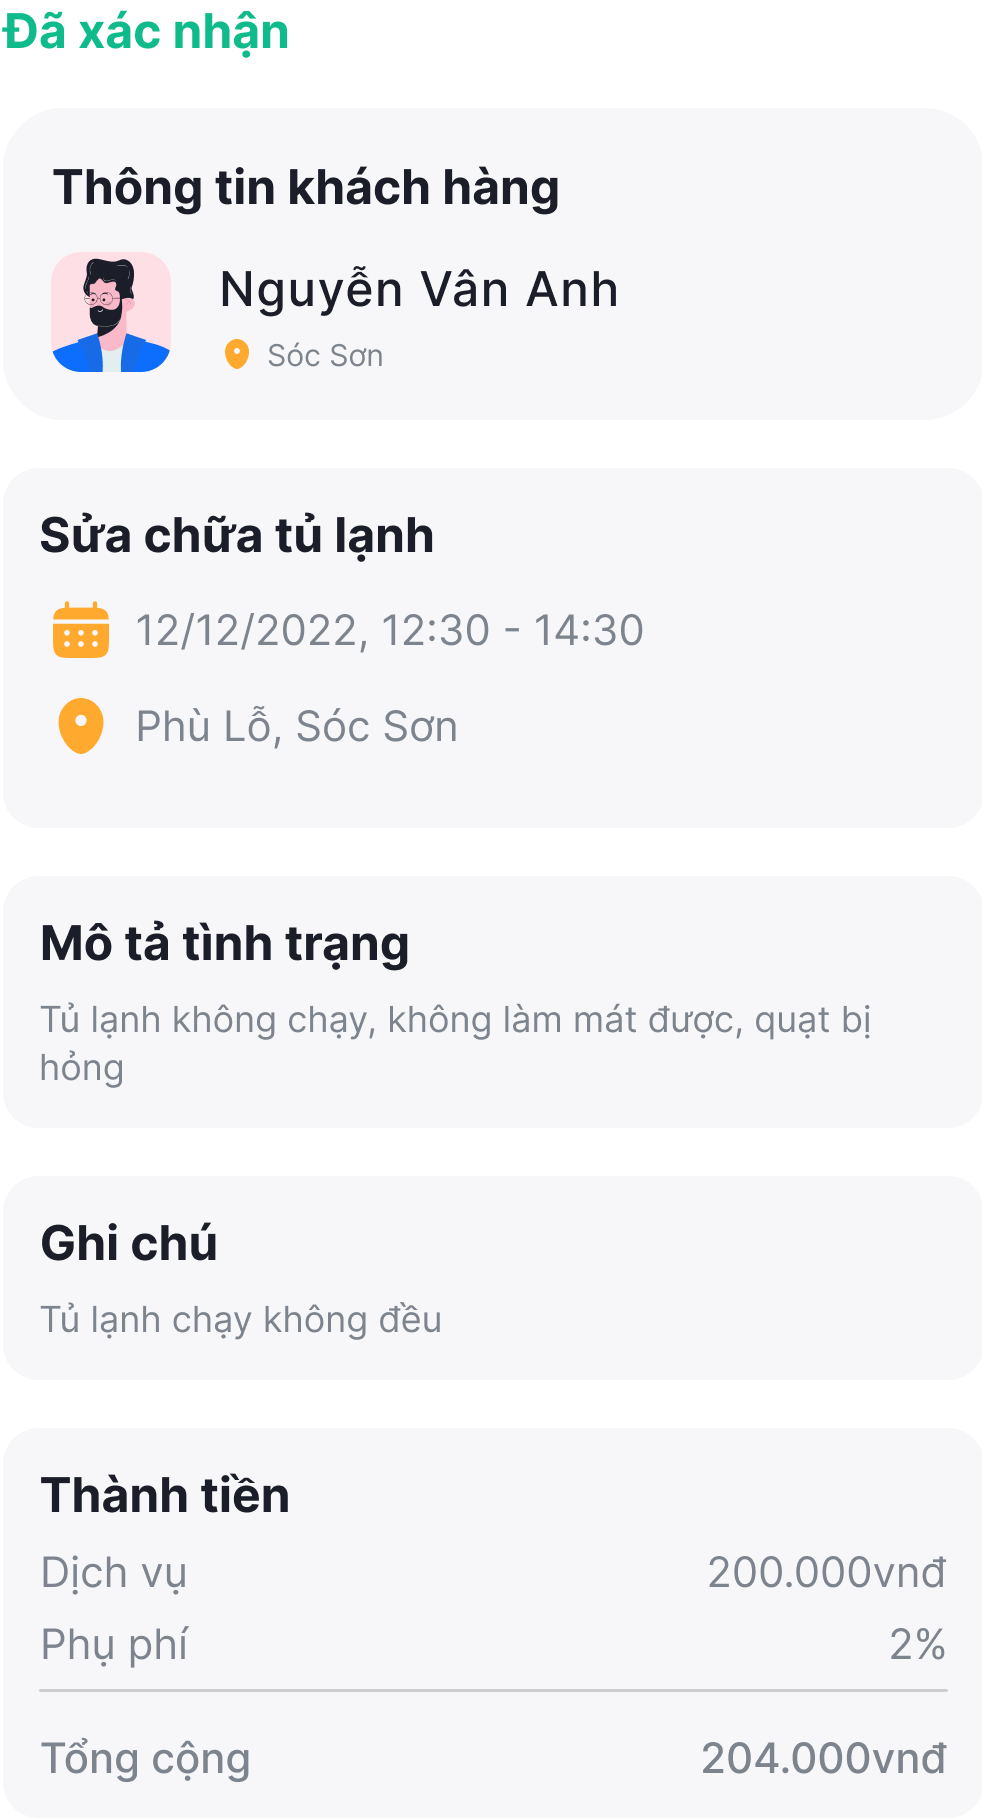 Đã xác nhận
Thông tin khách hàng
Nguyễn Vân Anh
Sóc Sơn
Sửa chữa tủ lạnh
12/12/2022, 12:30 - 14:30
Phù Lỗ, Sóc Sơn
Mô tả tình trạng
Tủ lạnh không chạy, không làm mát được, quạt bị
hỏng
Ghi chú
Tủ lạnh chạy không đều
Thành tiền
Dịch vụ 200.000vnđ
Phụ phí 2%
Tổng cộng 204.000vnđ